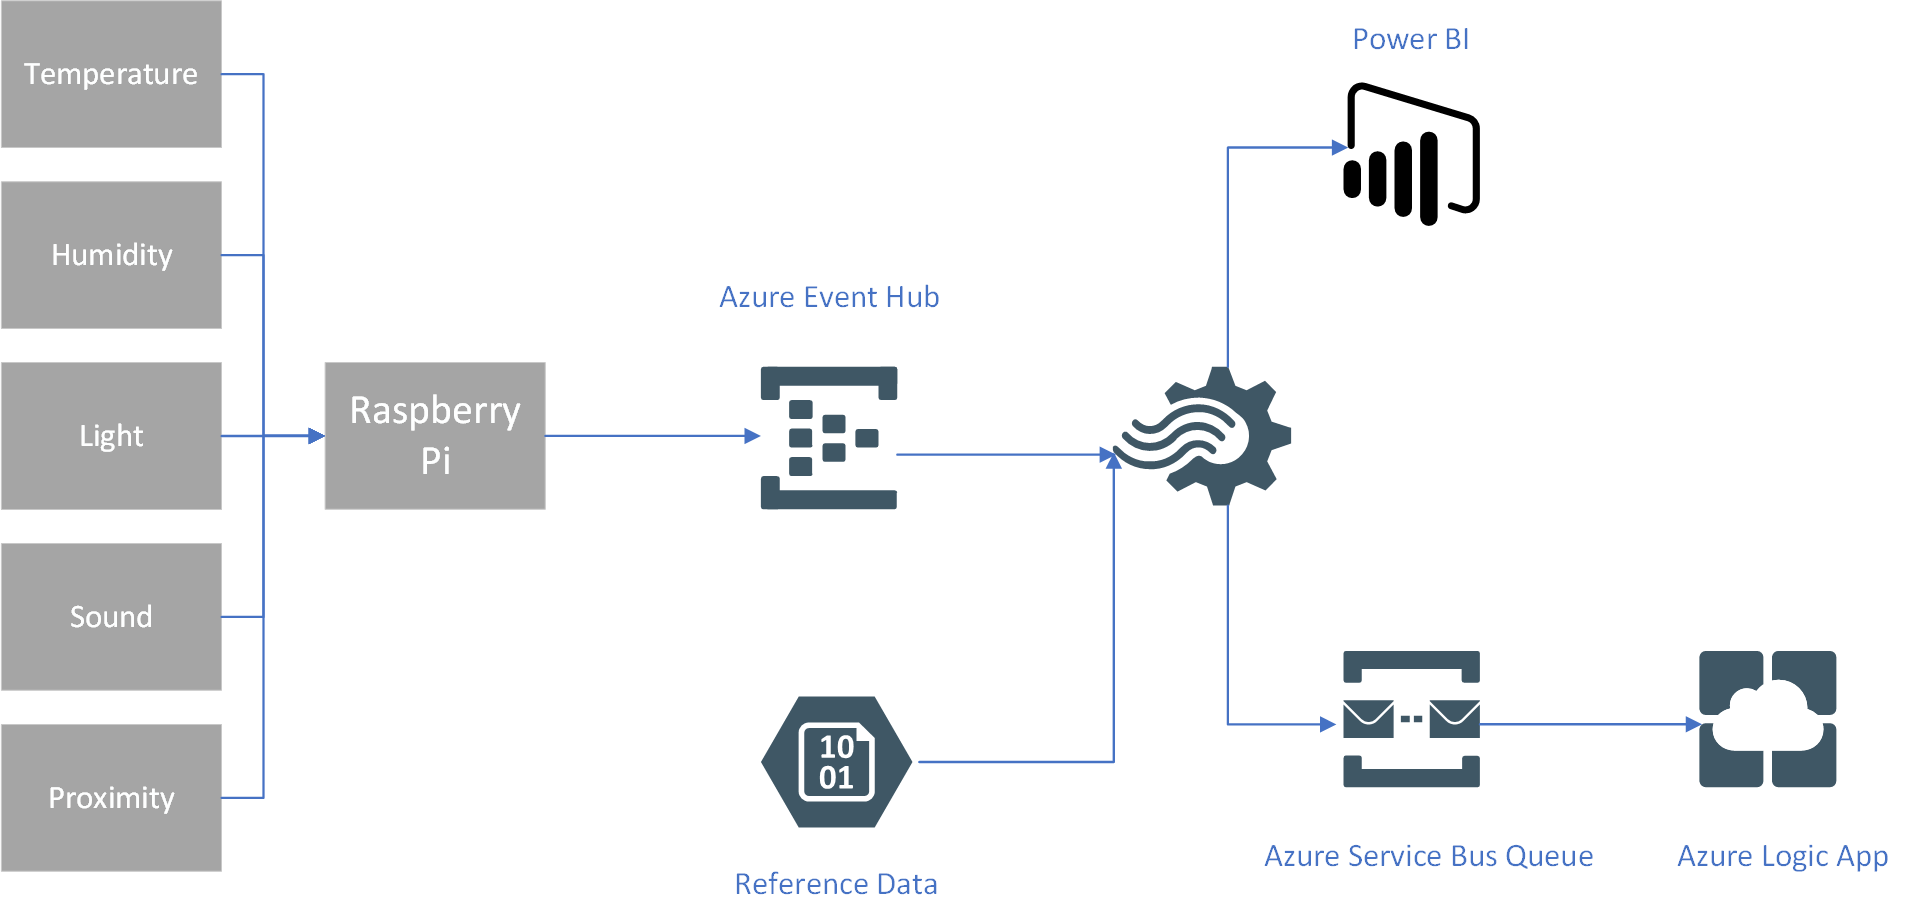 Temperature
Humidity
Light
Sound
Proximity
Raspberry
Pi
Azure Event Hub
10
01
Reference Data
Power BI
Azure Service Bus Queue
Azure Logic App